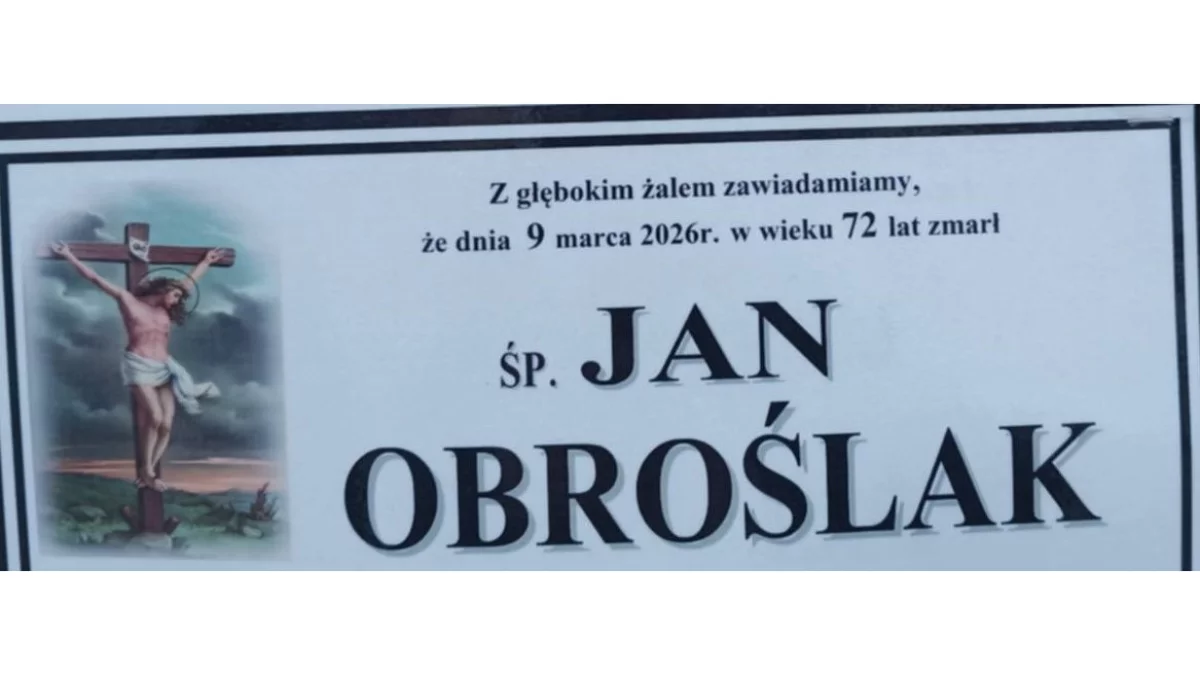 Z głębokim żalem zawiadamiamy,
że dnia 9 marca 2026r. w wieku 72 lat zmarł
ŚP. JAN
OBROŚLAK